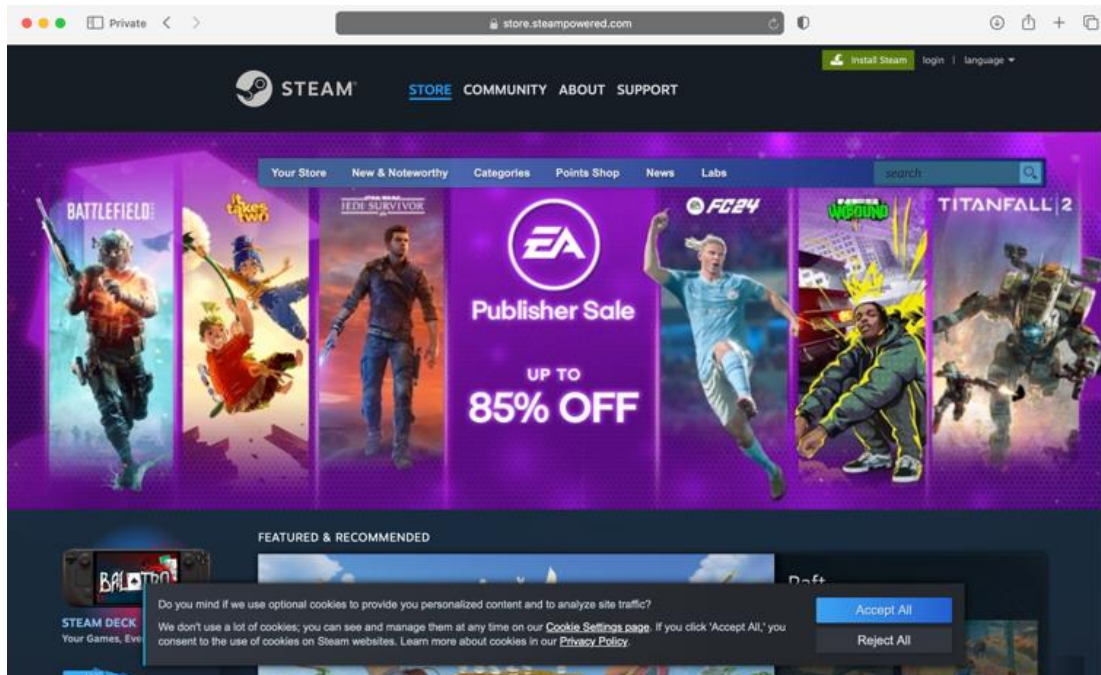 Private
store.steampowered.com
Install Steam
login | language
STEAM
STORE COMMUNITY ABOUT SUPPORT
Your Store New & Noteworthy Categories Points Shop News Labs
search
BATTLEFIELD
it takes two
STAR WARS
JEDI SURVIVOR
EA
Publisher Sale
UP TO
85% OFF
FC24
UNBOUND
TITANFALL 2
FEATURED & RECOMMENDED
BALATRO
STEAM DECK
Your Games,
Raft
Do you mind if we use optional cookies to provide you personalized content and to analyze site traffic?
We don't use a lot of cookies; you can see and manage them at any time on our Cookie Settings page. If you click 'Accept All,' you
consent to the use of cookies on Steam websites. Learn more about cookies in our Privacy Policy.
Accept All
Reject All